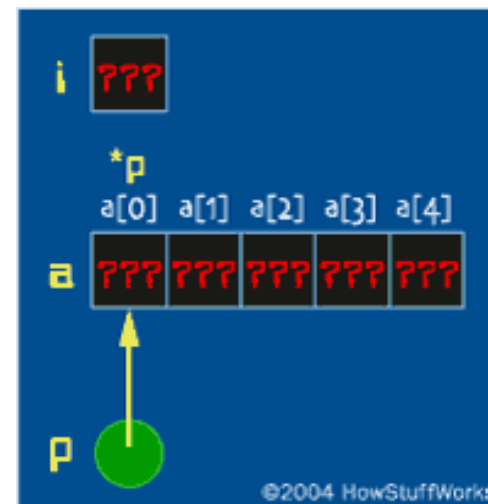 i ???
*p
a[0] a[1] a[2] a[3] a[4]
a ??? ??? ??? ??? ???
p
©2004 HowStuffWorks